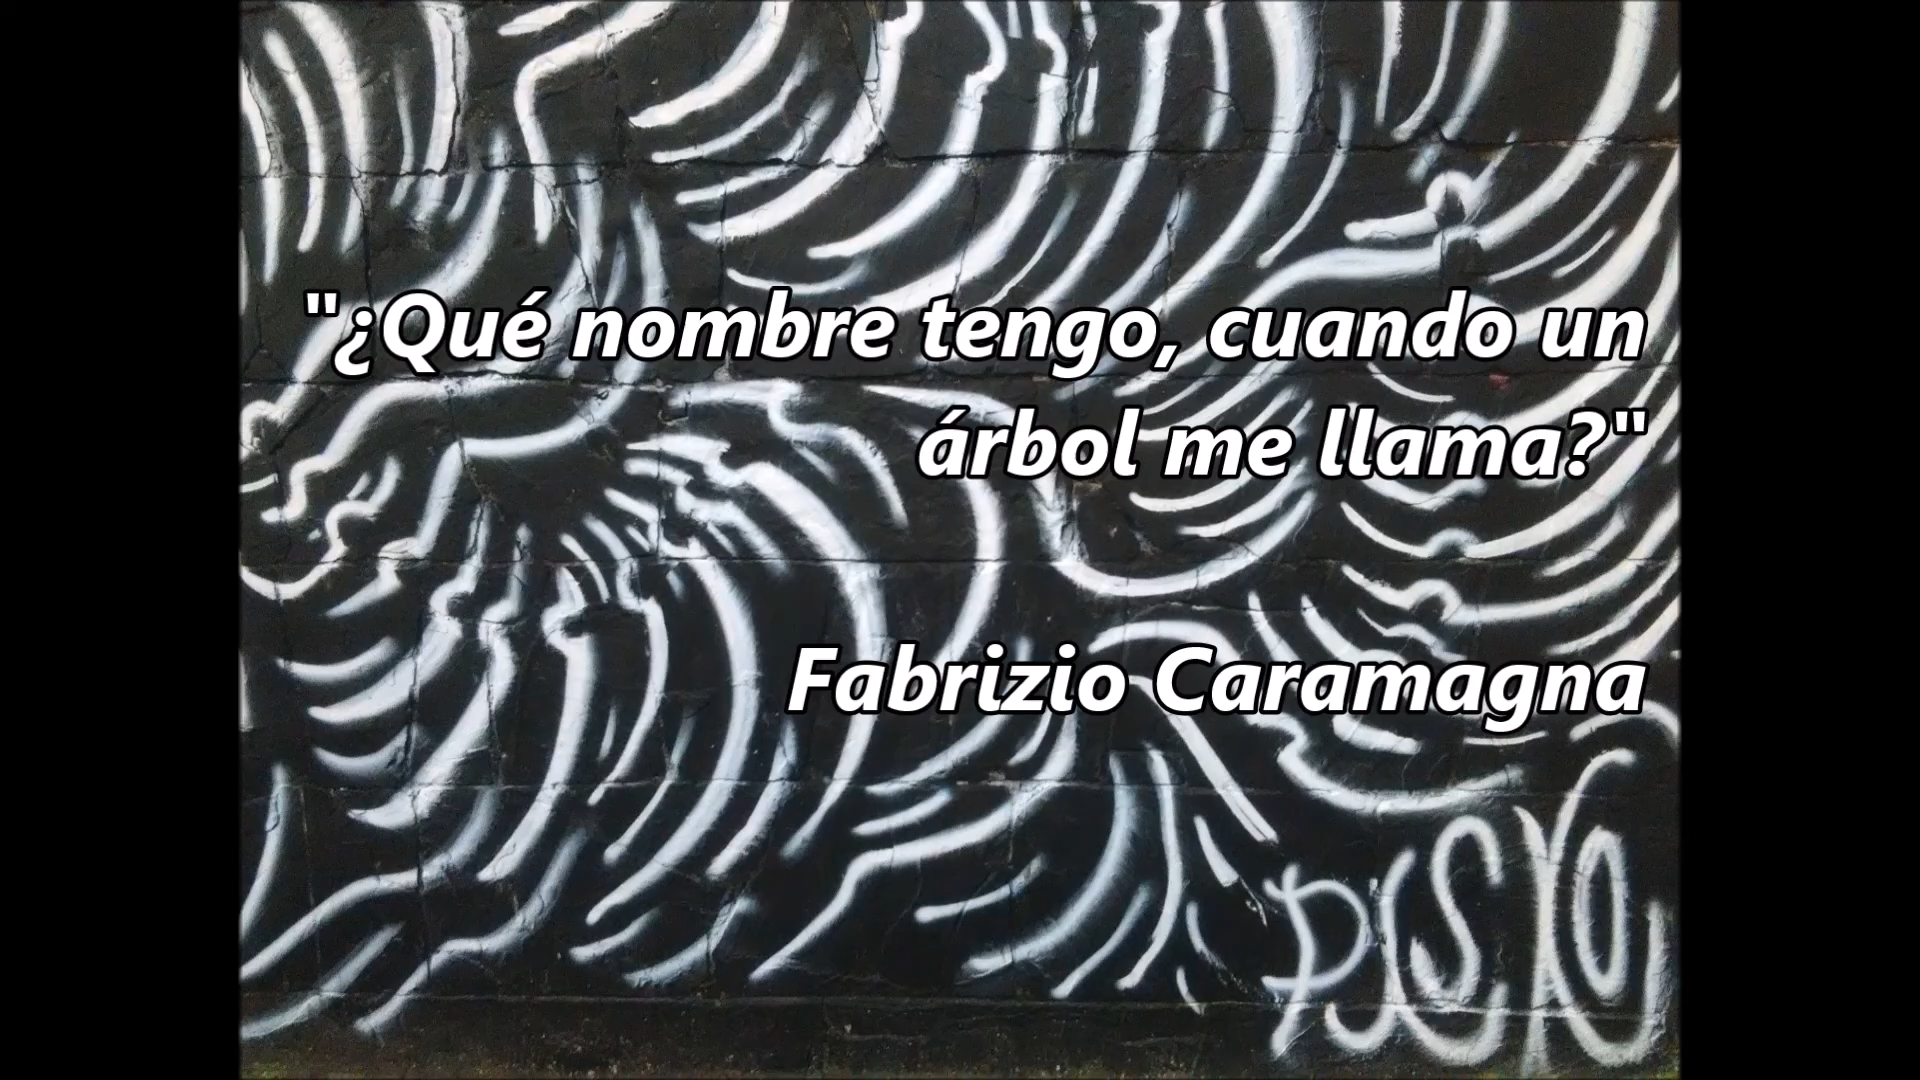 "¿Qué nombre tengo, cuando un
árbol me llama?"
Fabrizio Caramagna